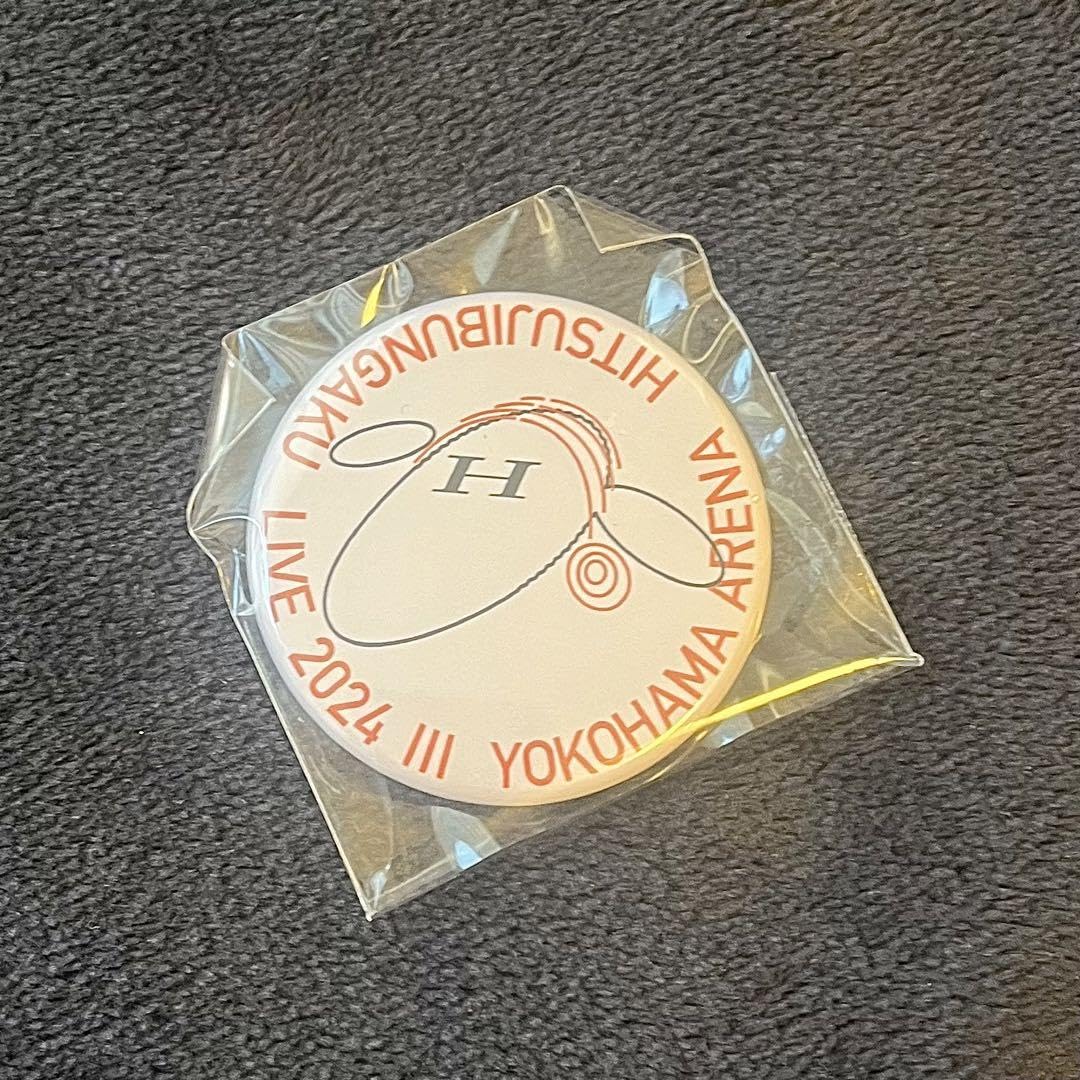 HITSUJIBUNGAKU LIVE 2024 III YOKOHAMA ARENA
H